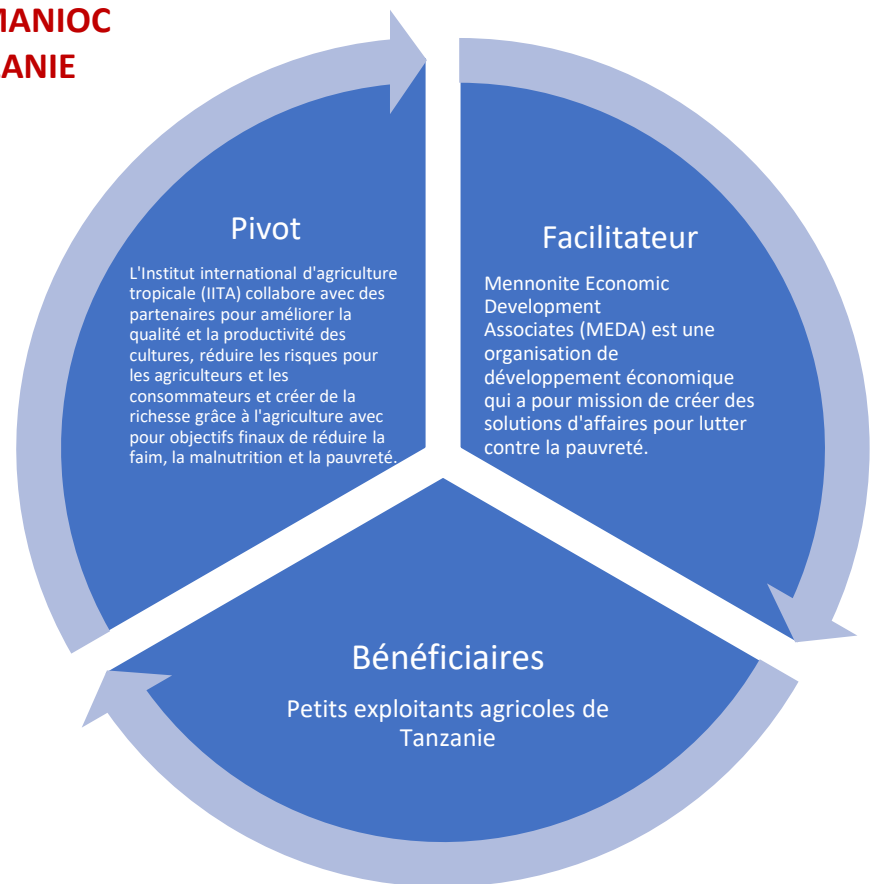 MANIOC
ANIE
Pivot
L'Institut international d'agriculture
tropicale (IITA) collabore avec des
partenaires pour améliorer la
qualité et la productivité des
cultures, réduire les risques pour
les agriculteurs et les
consommateurs et créer de la
richesse grâce à l'agriculture avec
pour objectifs finaux de réduire la
faim, la malnutrition et la pauvreté.
Facilitateur
Mennonite Economic
Development
Associates (MEDA) est une
organisation de
développement économique
qui a pour mission de créer des
solutions d'affaires pour lutter
contre la pauvreté.
Bénéficiaires
Petits exploitants agricoles de
Tanzanie